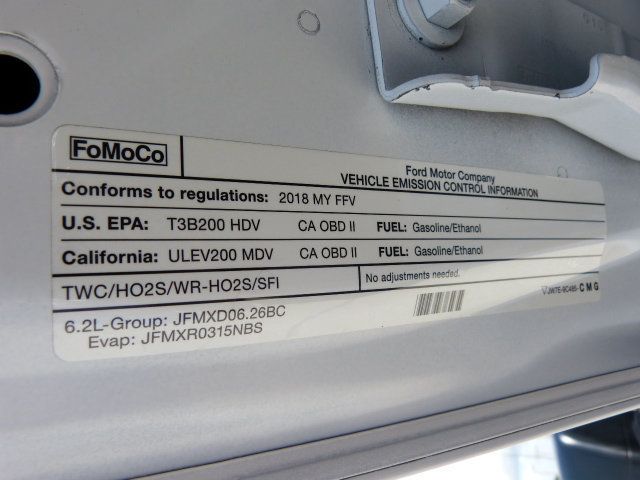 FoMoCo
Ford Motor Company
VEHICLE EMISSION CONTROL INFORMATION
Conforms to regulations: 2018 MY FFV
U.S. EPA: T3B200 HDV CA OBD II FUEL: Gasoline/Ethanol
California: ULEV200 MDV CA OBD II FUEL: Gasoline/Ethanol
TWC/HO2S/WR-HO2S/SFI No adjustments needed.
6.2L-Group: JFMXD06.26BC
Evap: JFMXR0315NBS
JW7E-9C485-CMG